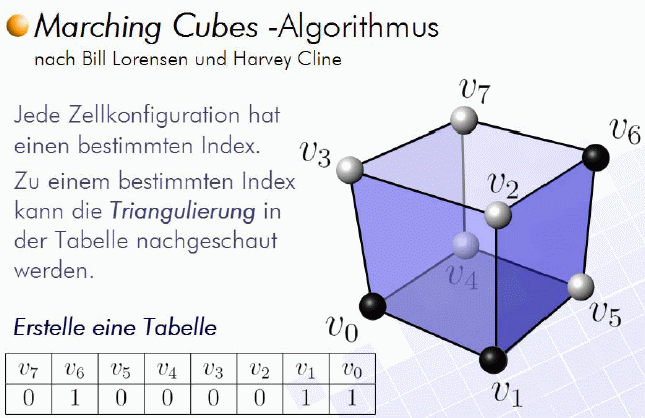 Marching Cubes -Algorithmus
nach Bill Lorensen und Harvey Cline
Jede Zellkonfiguration hat
einen bestimmten Index.
Zu einem bestimmten Index
kann die Triangulierung in
der Tabelle nachgeschaut
werden.
Erstelle eine Tabelle
v7 v6 v5 v4 v3 v2 v1 v0
0 1 0 0 0 0 1 1
v7
v6
v3
v2
v4
v5
v0
v1